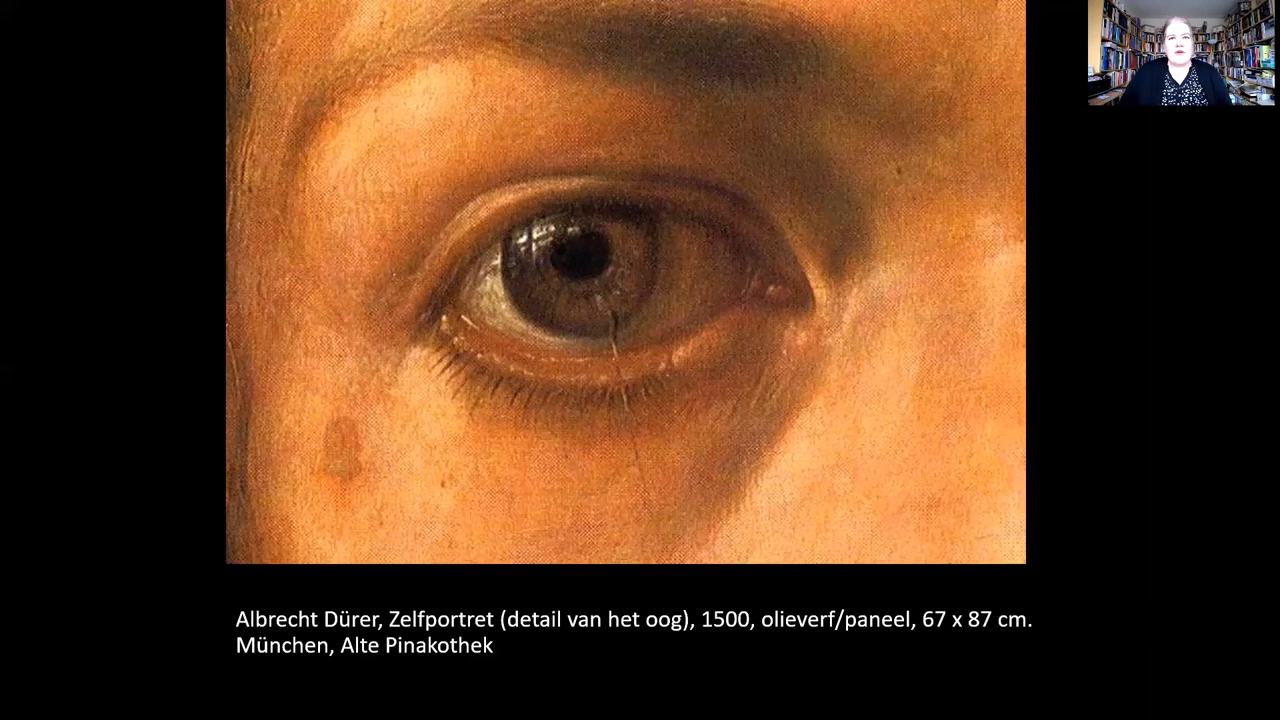 Albrecht Dürer, Zelfportret (detail van het oog), 1500, olieverf/paneel, 67 x 87 cm.
München, Alte Pinakothek